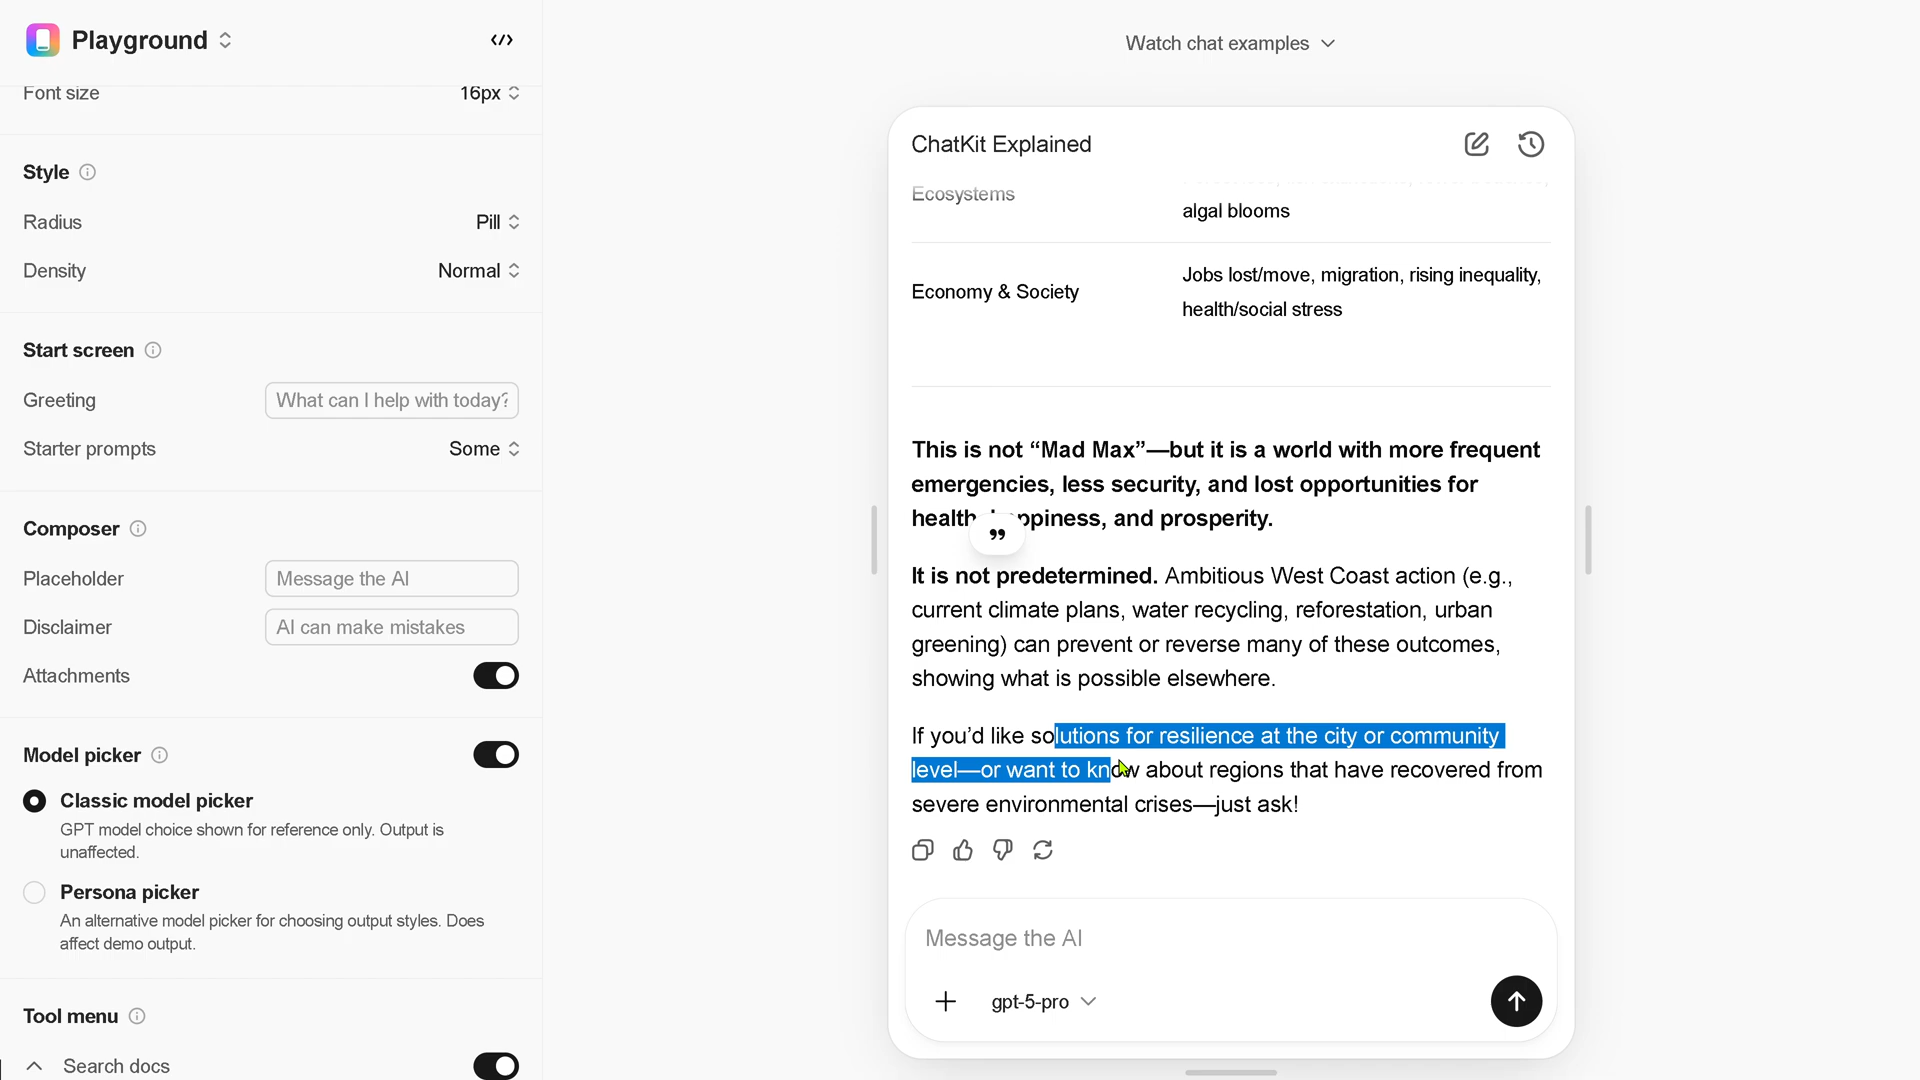 Playground
</>
Font size
16px
Style
Radius
Pill
Density
Normal
Start screen
Greeting
What can I help with today?
Starter prompts
Some
Composer
Placeholder
Message the AI
Disclaimer
AI can make mistakes
Attachments
Model picker
Classic model picker
GPT model choice shown for reference only. Output is
unaffected.
Persona picker
An alternative model picker for choosing output styles. Does
affect demo output.
Tool menu
Search docs
Watch chat examples
ChatKit Explained
Ecosystems
algal blooms
Economy & Society
Jobs lost/move, migration, rising inequality,
health/social stress
This is not “Mad Max”—but it is a world with more frequent
emergencies, less security, and lost opportunities for
and prosperity.
It is not predetermined. Ambitious West Coast action (e.g.,
current climate plans, water recycling, reforestation, urban
greening) can prevent or reverse many of these outcomes,
showing what is possible elsewhere.
If you’d like solutions for resilience at the city or community
level—or want to know about regions that have recovered from
severe environmental crises—just ask!
Message the AI
gpt-5-pro